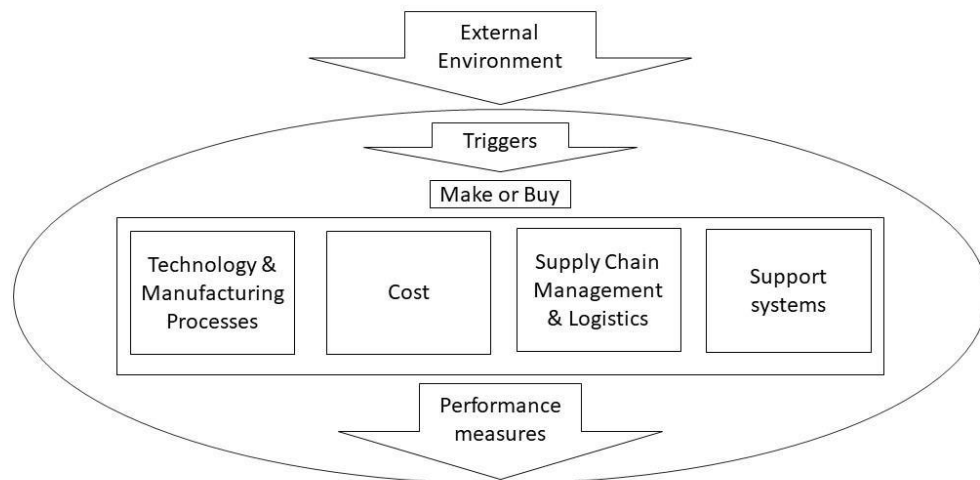 External
Environment
Triggers
Make or Buy
Technology &
Manufacturing
Processes
Cost
Supply Chain
Management
& Logistics
Support
systems
Performance
measures